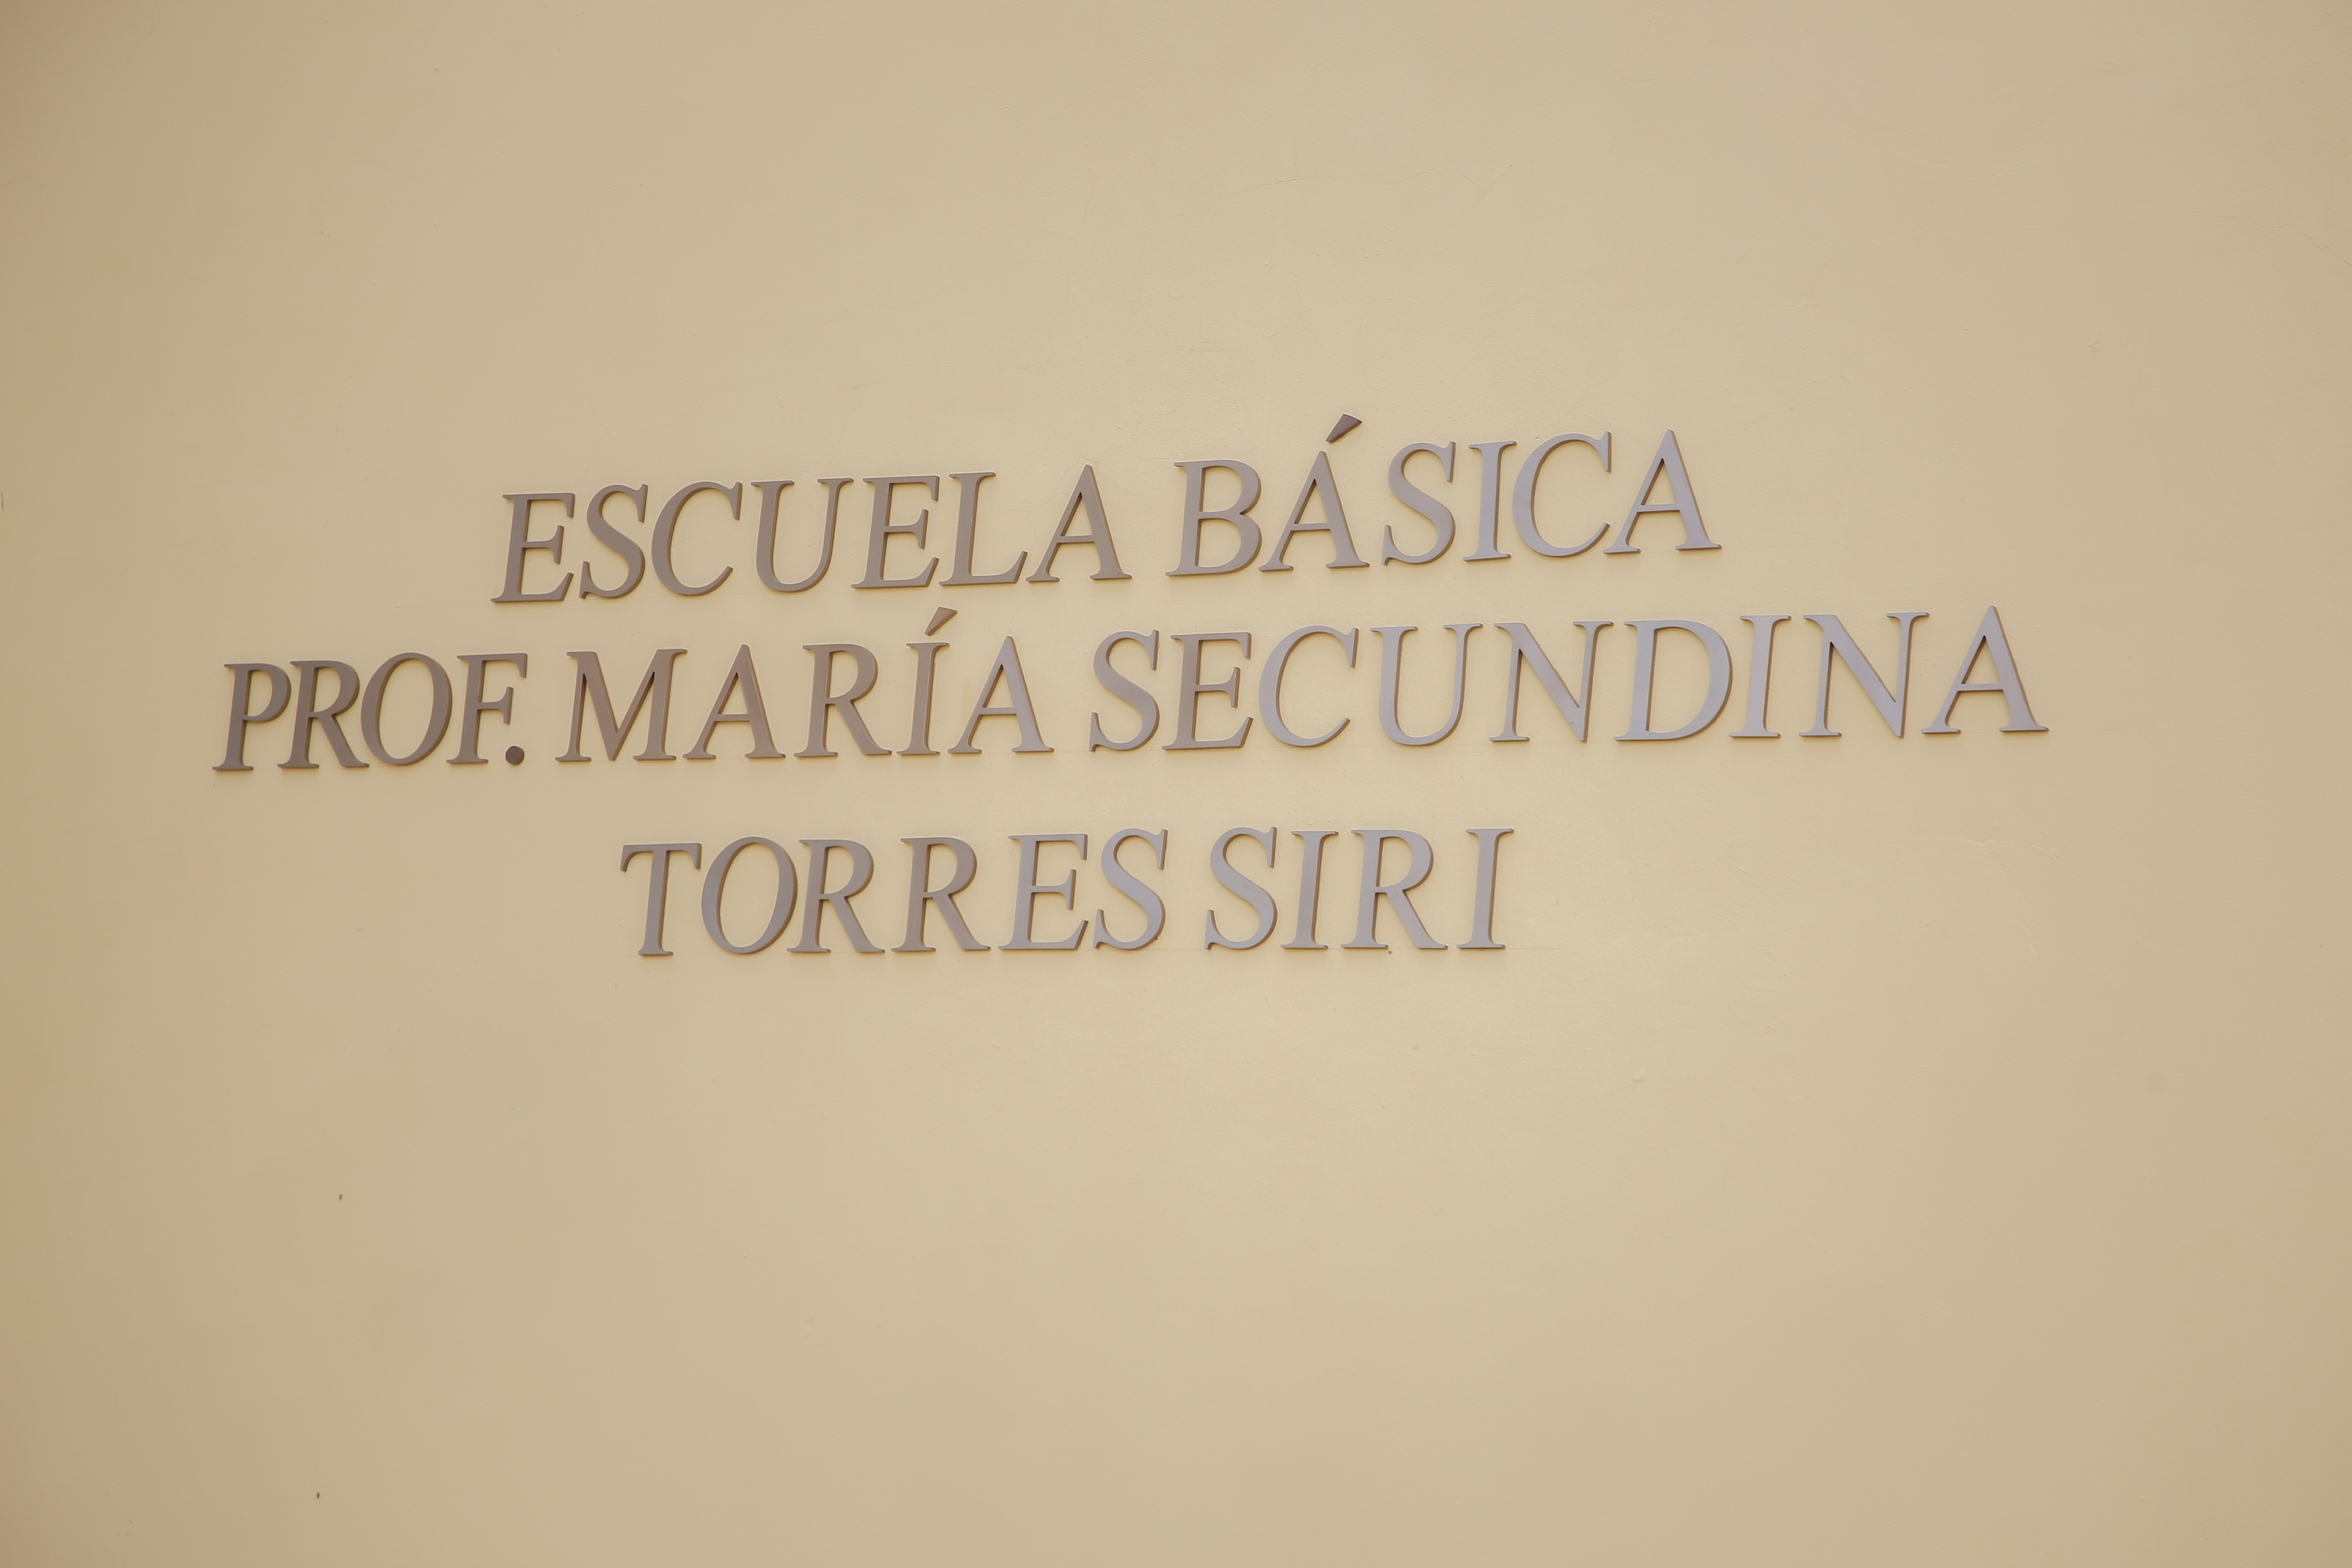 ESCUELA BÁSICA
PROF. MARÍA SECUNDINA
TORRES SIRI